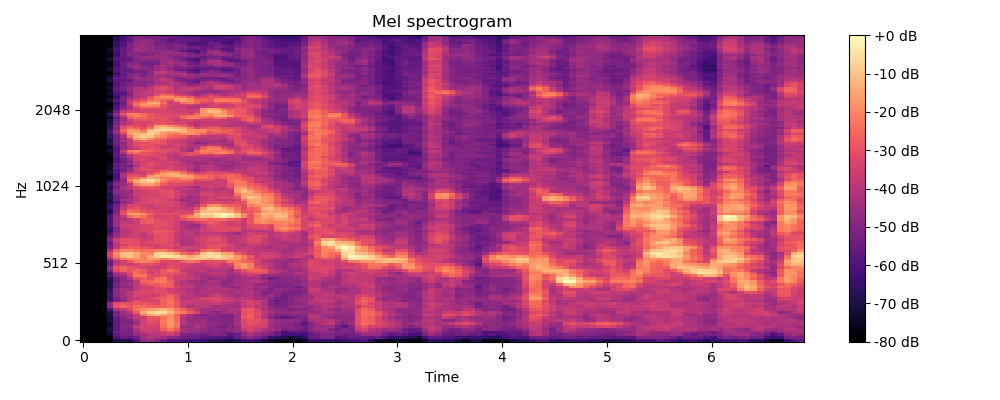 Mel spectrogram
+0 dB
-10 dB
-20 dB
-30 dB
-40 dB
-50 dB
-60 dB
-70 dB
-80 dB
2048
1024
512
0
Hz
0 1 2 3 4 5 6
Time